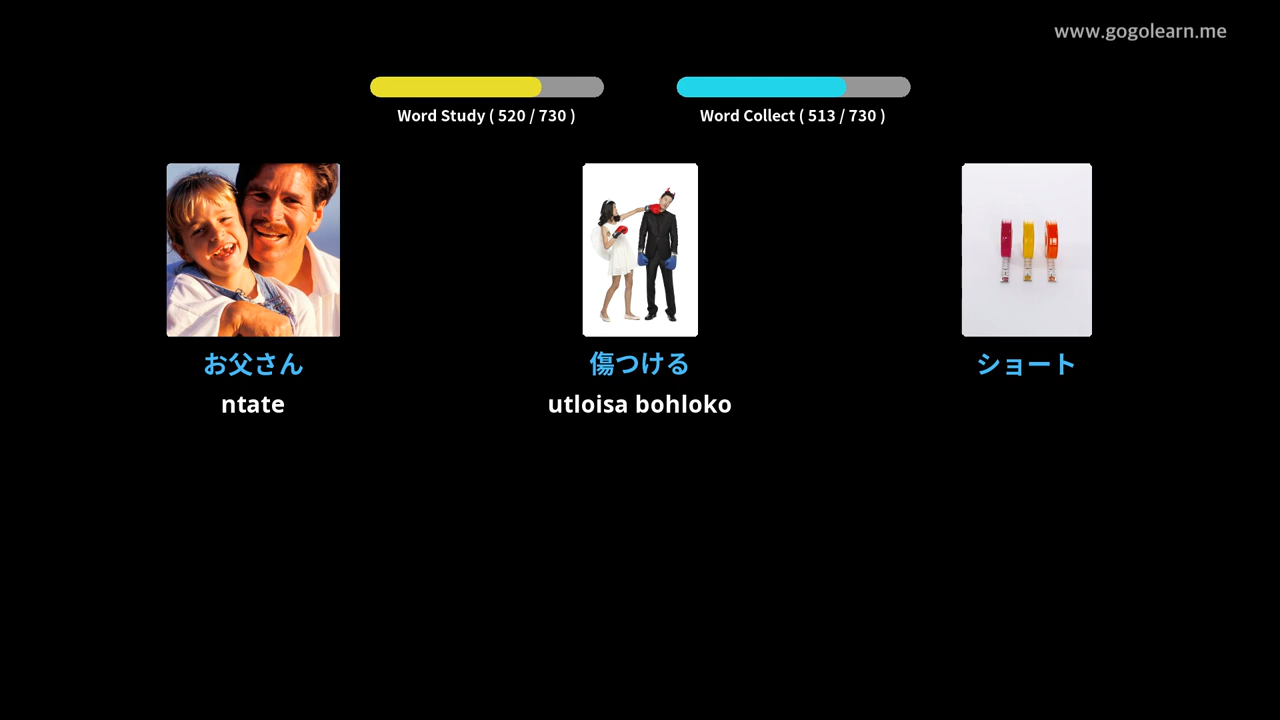 www.gogolearn.me
Word Study ( 520 / 730 )
Word Collect ( 513 / 730 )
お父さん
傷つける
ショート
ntate
utloisa bohloko